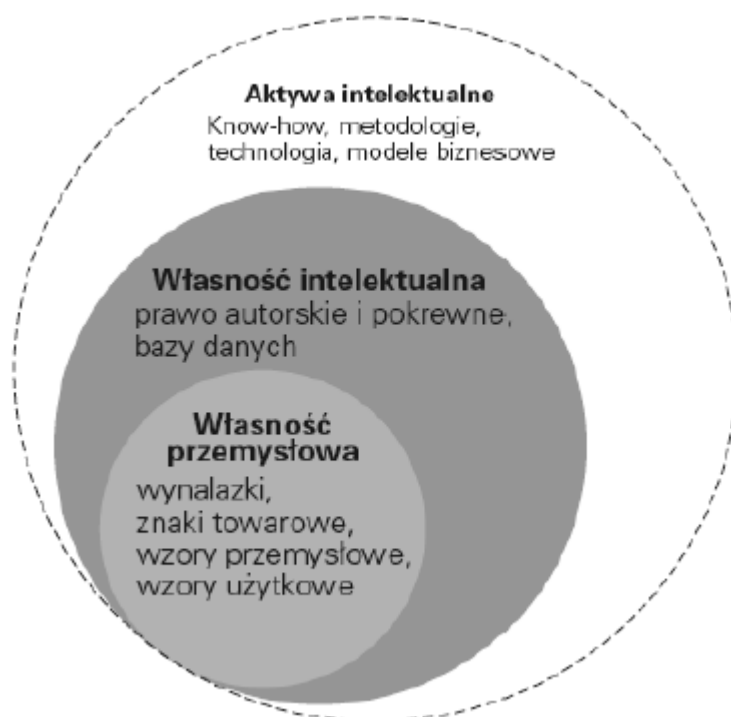 Aktywa intelektualne
Know-how, metodologie,
technologia, modele biznesowe
Własność intelektualna
prawo autorskie i pokrewne,
bazy danych
Własność
przemysłowa
wynalazki,
znaki towarowe,
wzory przemysłowe,
wzory użytkowe